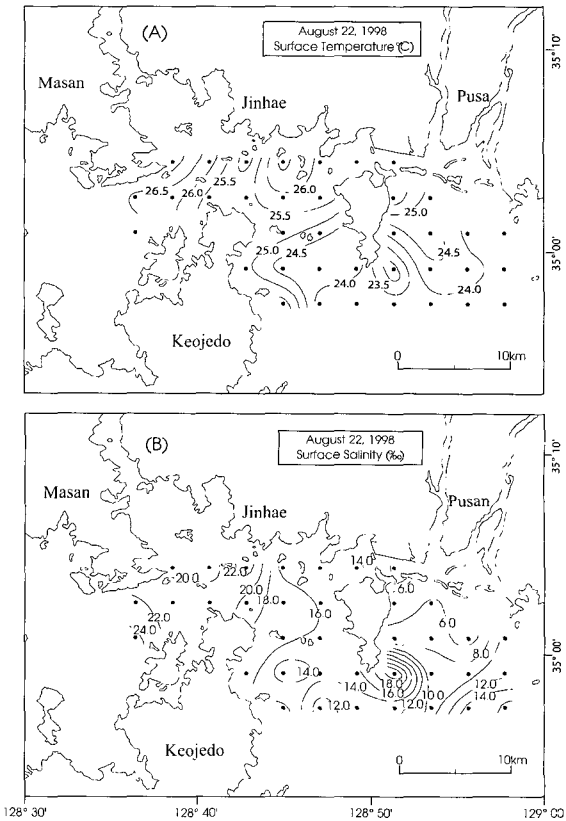 (A)
August 22, 1998
Surface Temperature °C)
35° 10'
Masan
Jinhae
Pusa
26.5
26.0
25.5
26.0
25.5
25.0
25.0
24.5
24.5
24.0
23.5
24.0
35° 00'
Keojedo
0 10km
(B)
August 22, 1998
Surface Salinity (‰)
35° 10'
Masan
Jinhae
Pusan
14.0
20.0
22.0
20.0
18.0
16.0
6.0
6.0
22.0
24.0
8.0
35° 00'
14.0
14.0
18.0
16.0
10.0
12.0
14.0
12.0
12.0
Keojedo
0 10km
128° 30'
128° 40'
128° 50'
129° 00